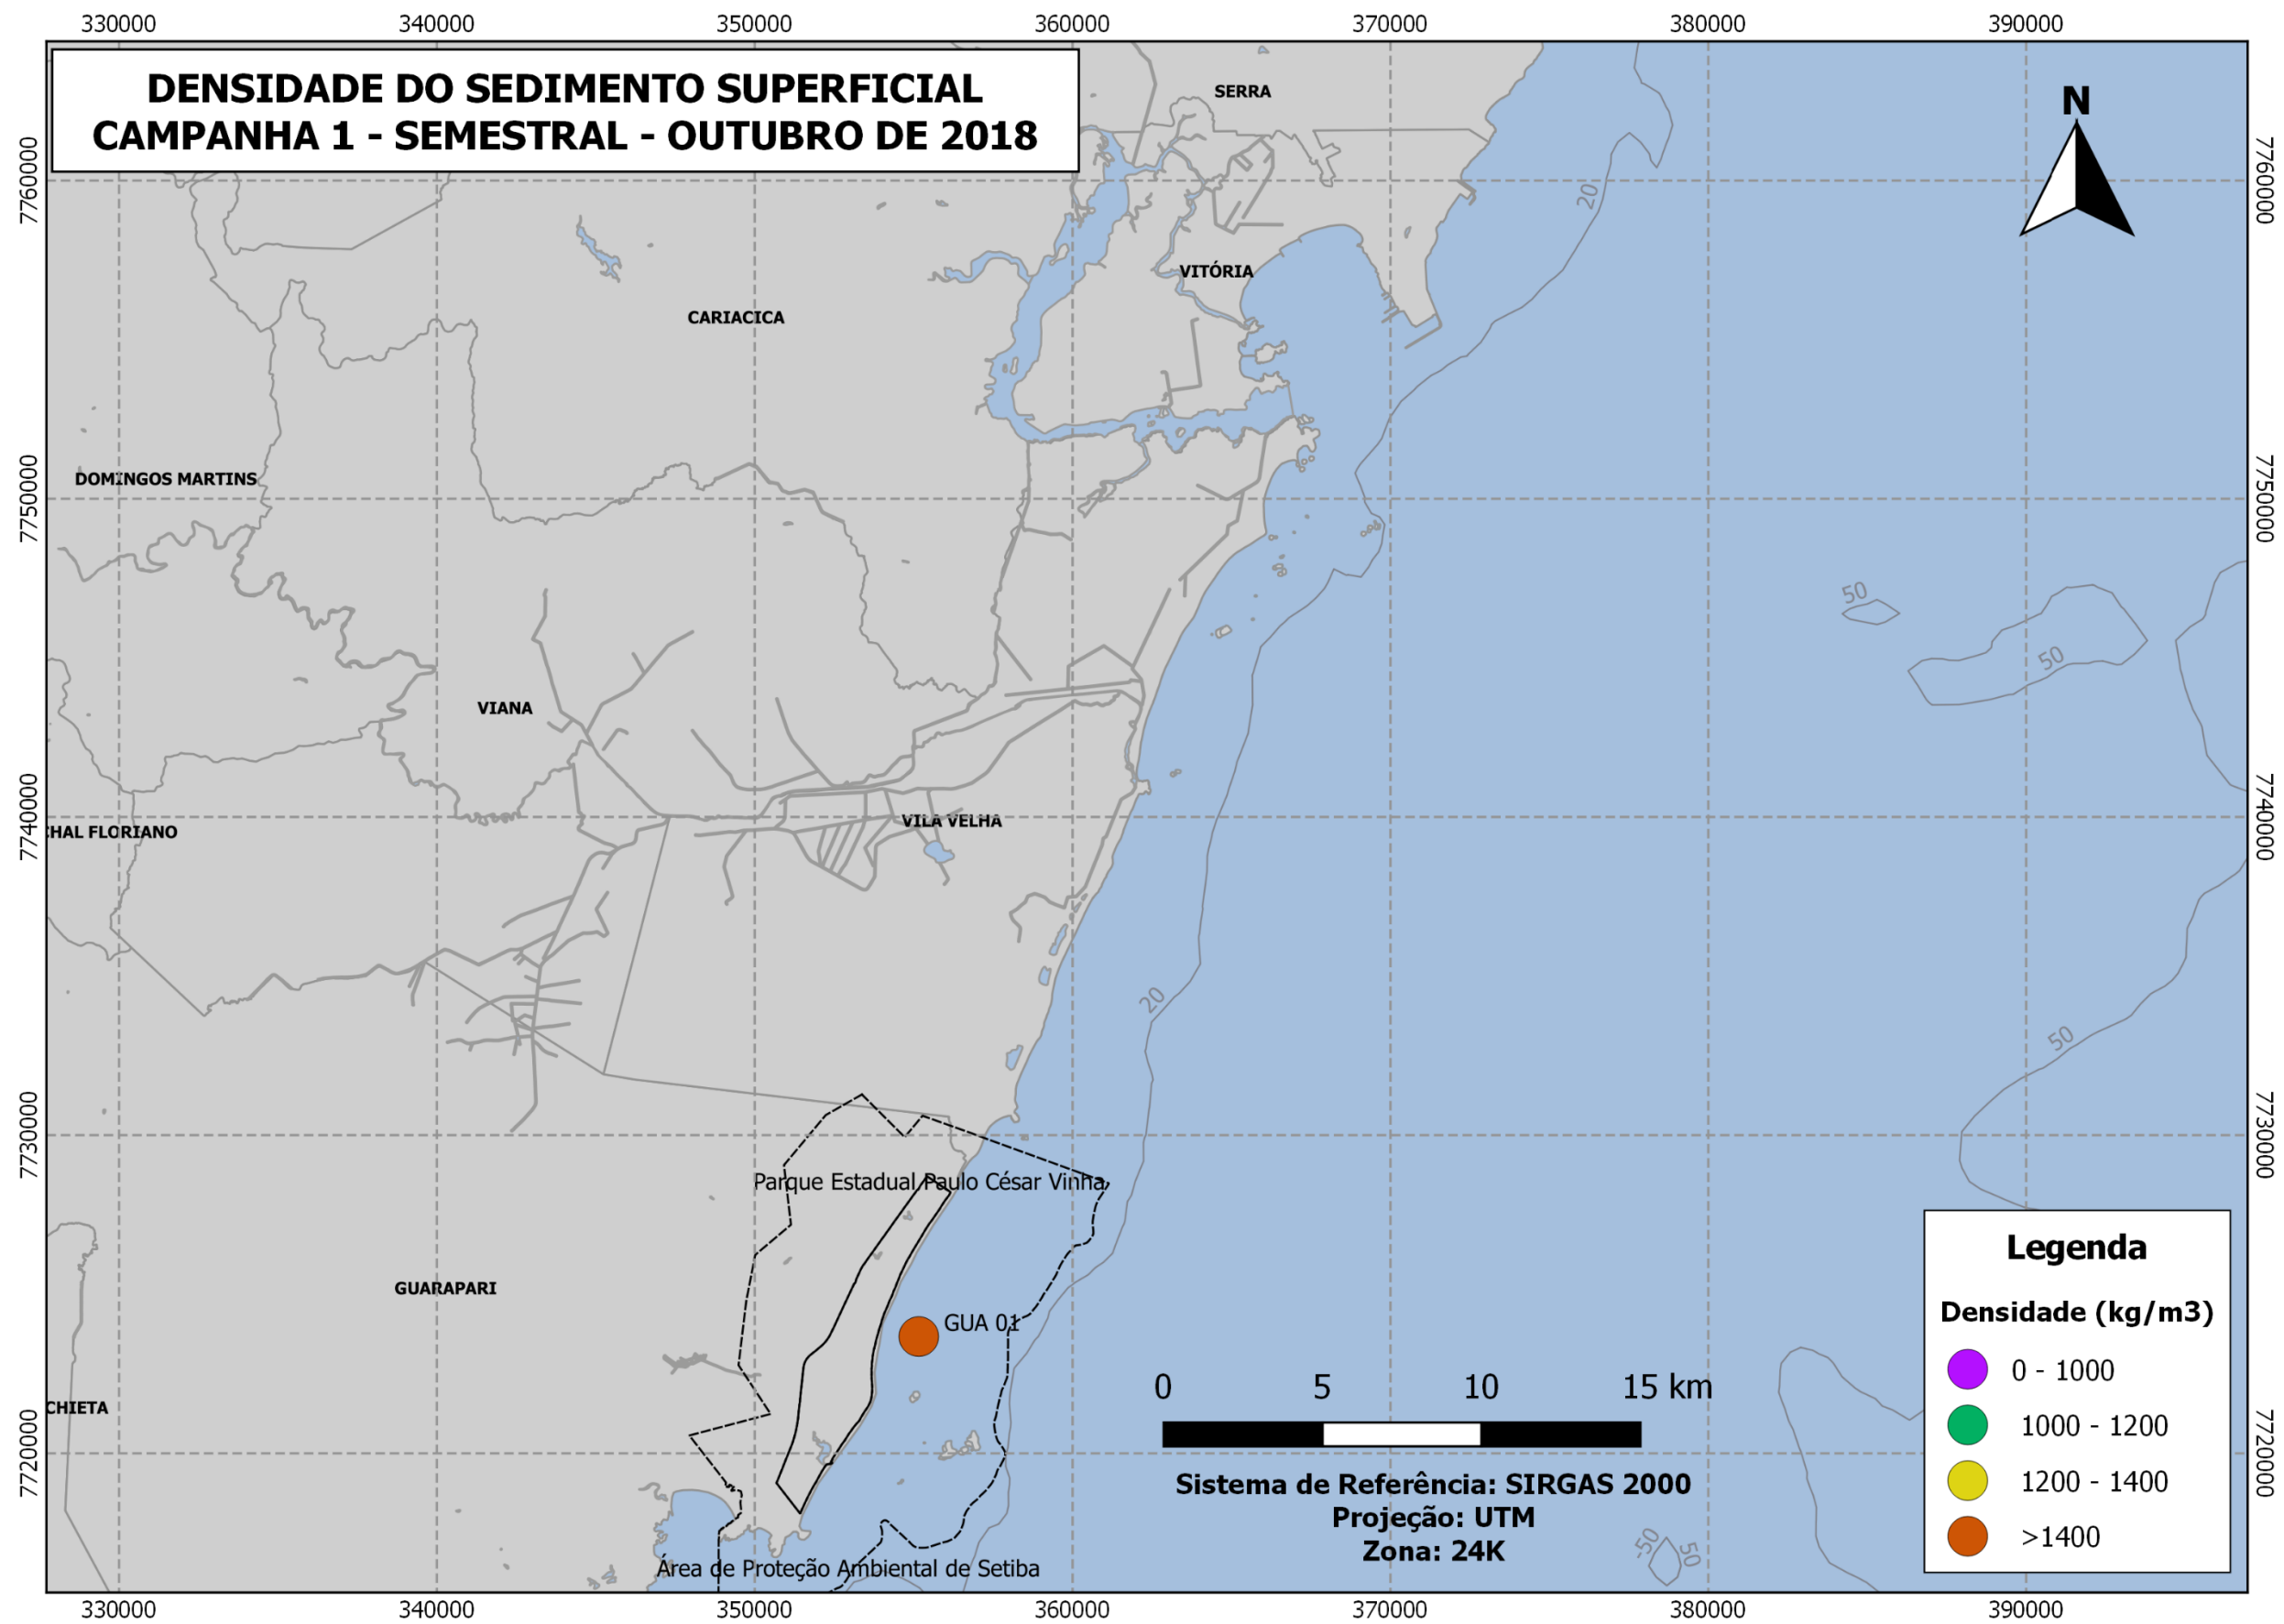 330000 340000 350000 360000 370000 380000 390000
DENSIDADE DO SEDIMENTO SUPERFICIAL
CAMPANHA 1 - SEMESTRAL - OUTUBRO DE 2018
SERRA
N
7760000 7760000
20
VITÓRIA
CARIACICA
DOMINGOS MARTINS
7750000 7750000
50
50
VIANA
VILA VELHA
CHAL FLORIANO
7740000 7740000
20
50
7730000 7730000
Parque Estadual Paulo César Vinha
GUARAPARI
GUA 01
CHIETA
7720000 7720000
Área de Proteção Ambiental de Setiba
0 5 10 15 km
Sistema de Referência: SIRGAS 2000
Projeção: UTM
Zona: 24K
-50
50
Legenda
Densidade (kg/m3)
0 - 1000
1000 - 1200
1200 - 1400
>1400
330000 340000 350000 360000 370000 380000 390000